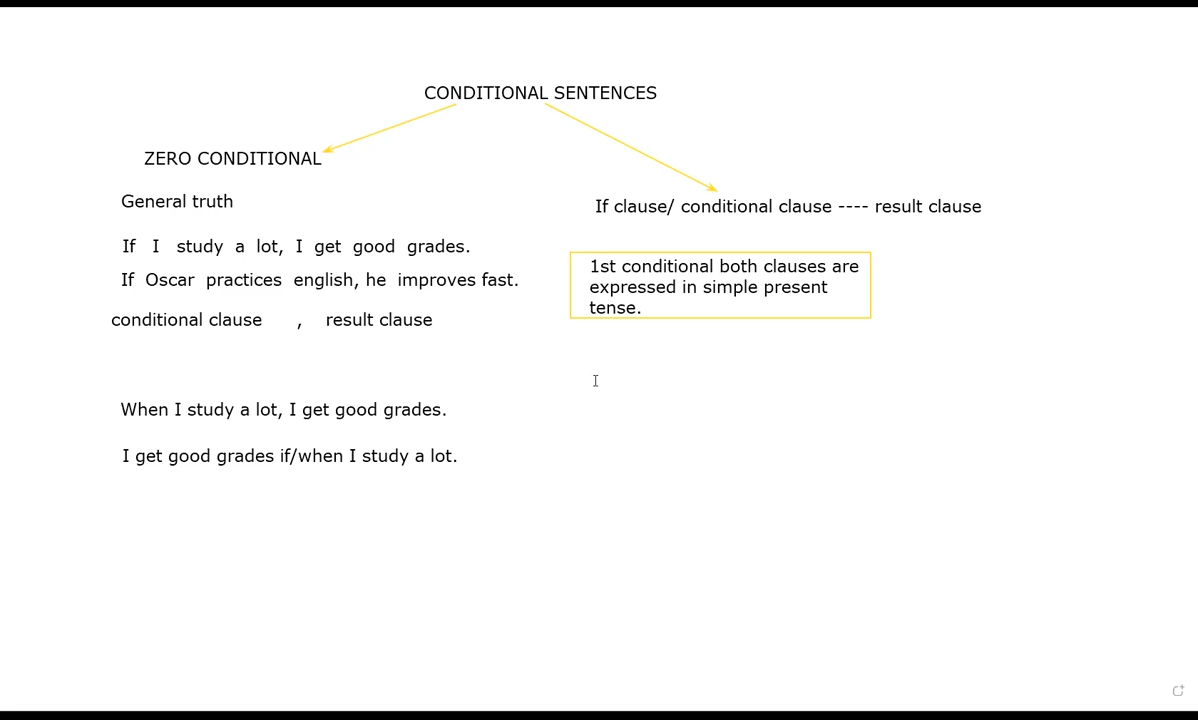 CONDITIONAL SENTENCES
ZERO CONDITIONAL
General truth
If I study a lot, I get good grades.
If Oscar practices english, he improves fast.
conditional clause , result clause
When I study a lot, I get good grades.
I get good grades if/when I study a lot.
If clause/ conditional clause ---- result clause
1st conditional both clauses are
expressed in simple present
tense.